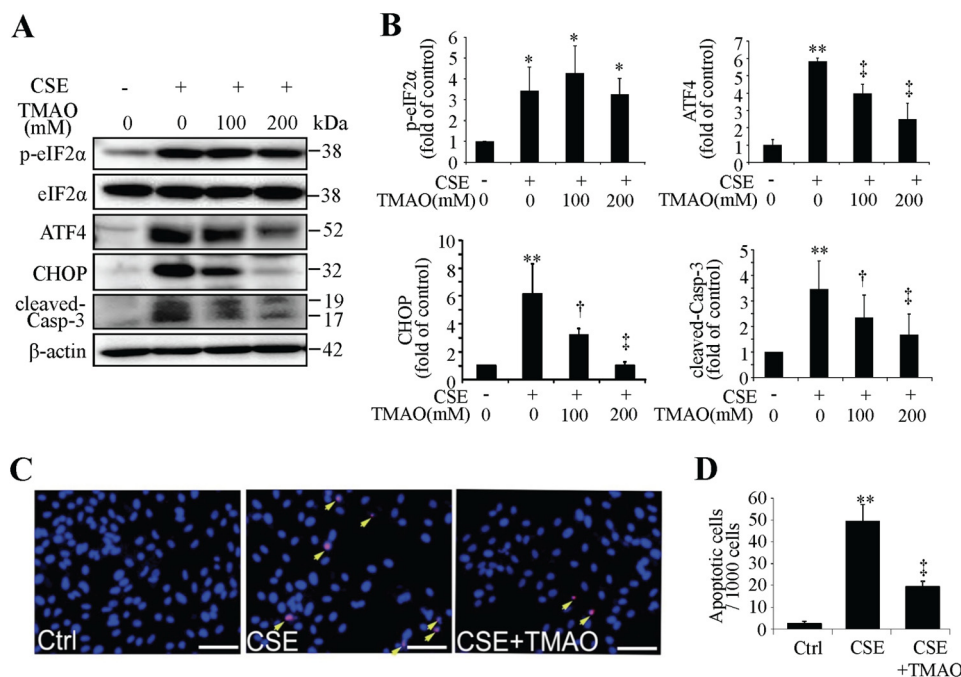 A
CSE - + + +
TMAO
(mM) 0 0 100 200 kDa
p-eIF2α 38
eIF2α 38
ATF4 52
CHOP 32
cleaved- 19
Casp-3 17
β-actin 42
B
p-eIF2α
(fold of control)
6
5
4
3
2
1
0
* * *
CSE - + + +
TMAO(mM) 0 0 100 200
ATF4
(fold of control)
7
6
5
4
3
2
1
0
** ‡ ‡
CSE - + + +
TMAO(mM) 0 0 100 200
CHOP
(fold of control)
10
8
6
4
2
0
** † ‡
CSE - + + +
TMAO(mM) 0 0 100 200
cleaved-Casp-3
(fold of control)
5
4
3
2
1
0
** † ‡
CSE - + + +
TMAO(mM) 0 0 100 200
C
Ctrl
CSE
CSE+TMAO
D
Apoptotic cells
/ 1000 cells
60
50
40
30
20
10
0
** ‡
Ctrl CSE CSE
+TMAO